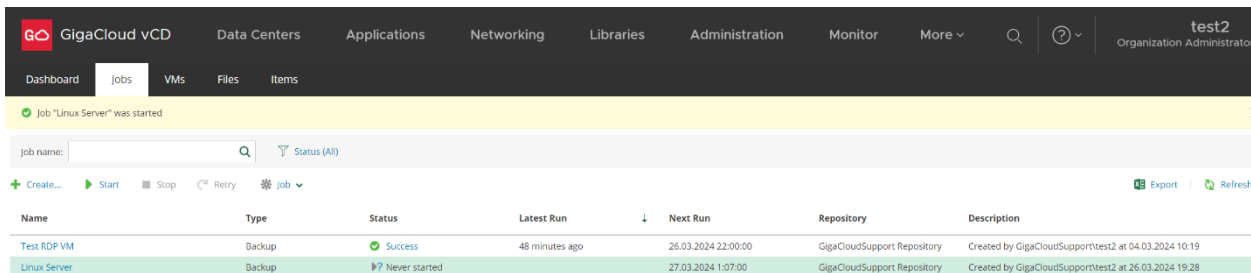 GO GigaCloud vCD Data Centers Applications Networking Libraries Administration Monitor More test2
Organization Administrator
Dashboard Jobs VMs Files Items
Job "Linux Server" was started
Job name: Status (All)
Create... Start Stop Retry Job Export Refresh
Name Type Status Latest Run ↓ Next Run Repository Description
Test RDP VM Backup Success 48 minutes ago 26.03.2024 22:00:00 GigaCloudSupport Repository Created by GigaCloudSupport\test2 at 04.03.2024 10:19
Linux Server Backup Never started 27.03.2024 1:07:00 GigaCloudSupport Repository Created by GigaCloudSupport\test2 at 26.03.2024 19:28